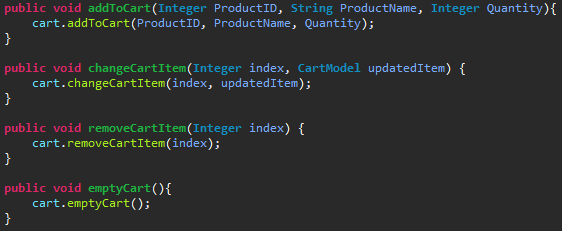 public void addToCart(Integer ProductID, String ProductName, Integer Quantity){
    cart.addToCart(ProductID, ProductName, Quantity);
}

public void changeCartItem(Integer index, CartModel updatedItem) {
    cart.changeCartItem(index, updatedItem);
}

public void removeCartItem(Integer index) {
    cart.removeCartItem(index);
}

public void emptyCart(){
    cart.emptyCart();
}